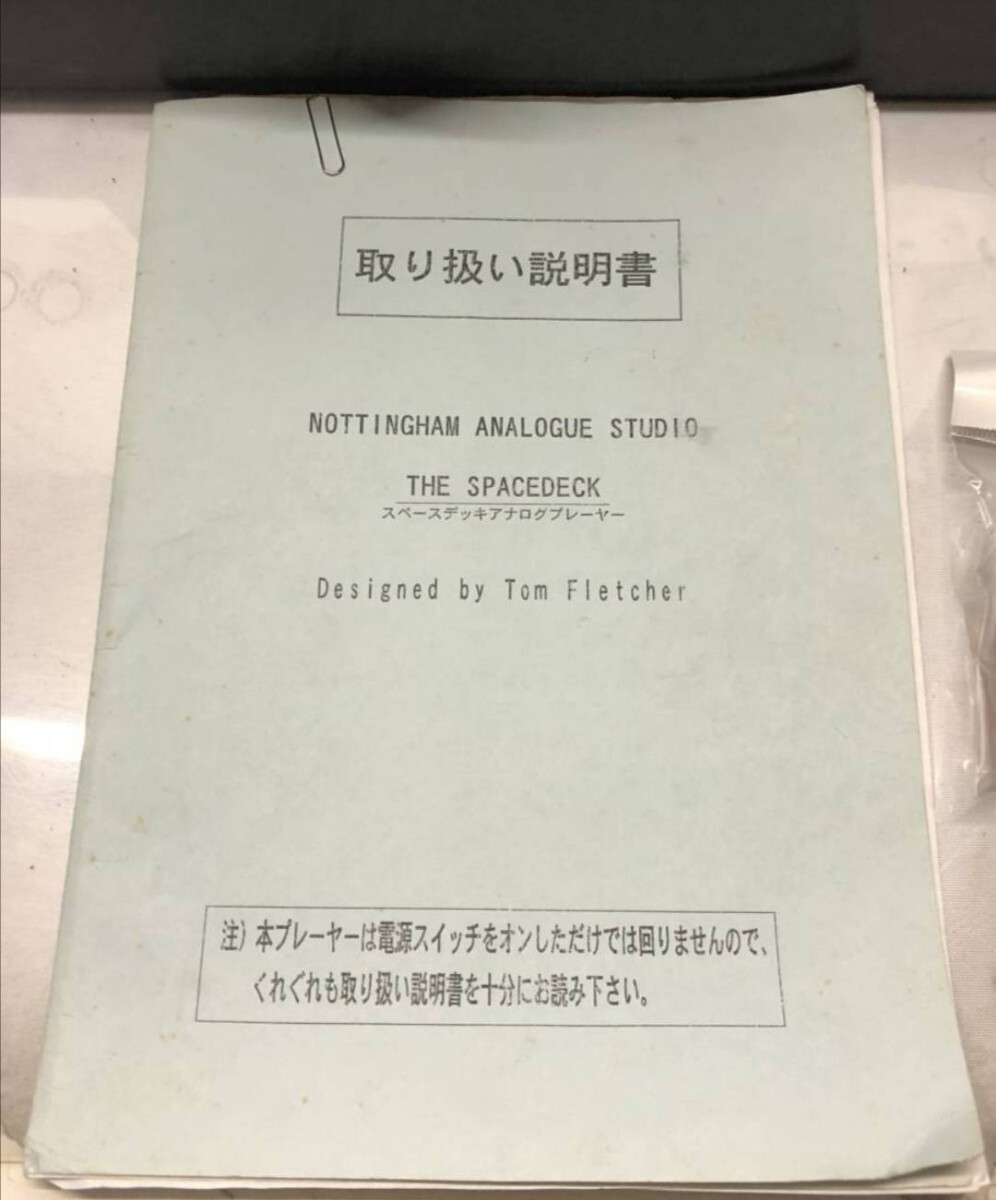 取り扱い説明書
NOTTINGHAM ANALOGUE STUDIO
THE SPACEDECK
スペースデッキアナログプレーヤー
Designed by Tom Fletcher
注)本プレーヤーは電源スイッチをオンしただけでは回りませんので、
くれぐれも取り扱い説明書を十分にお読み下さい。